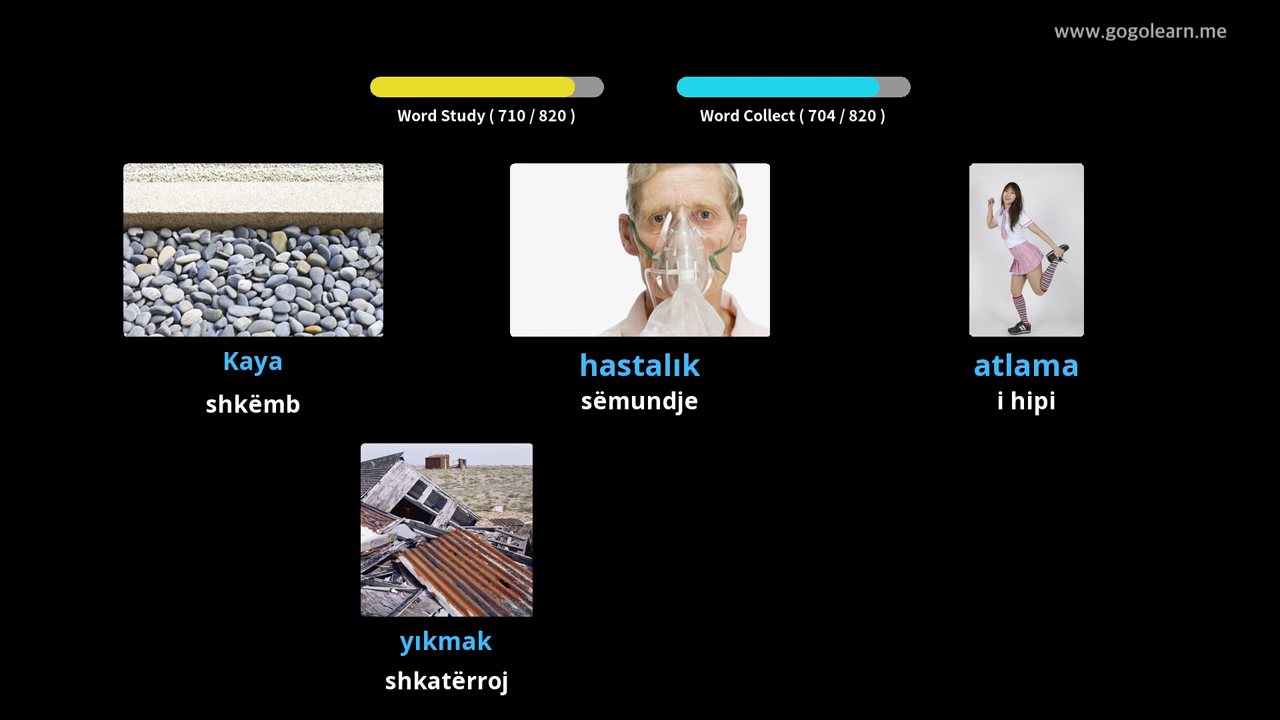 www.gogolearn.me
Word Study ( 710 / 820 )
Word Collect ( 704 / 820 )
Kaya
shkëmb
hastalık
sëmundje
atlama
i hipi
yıkmak
shkatërroj